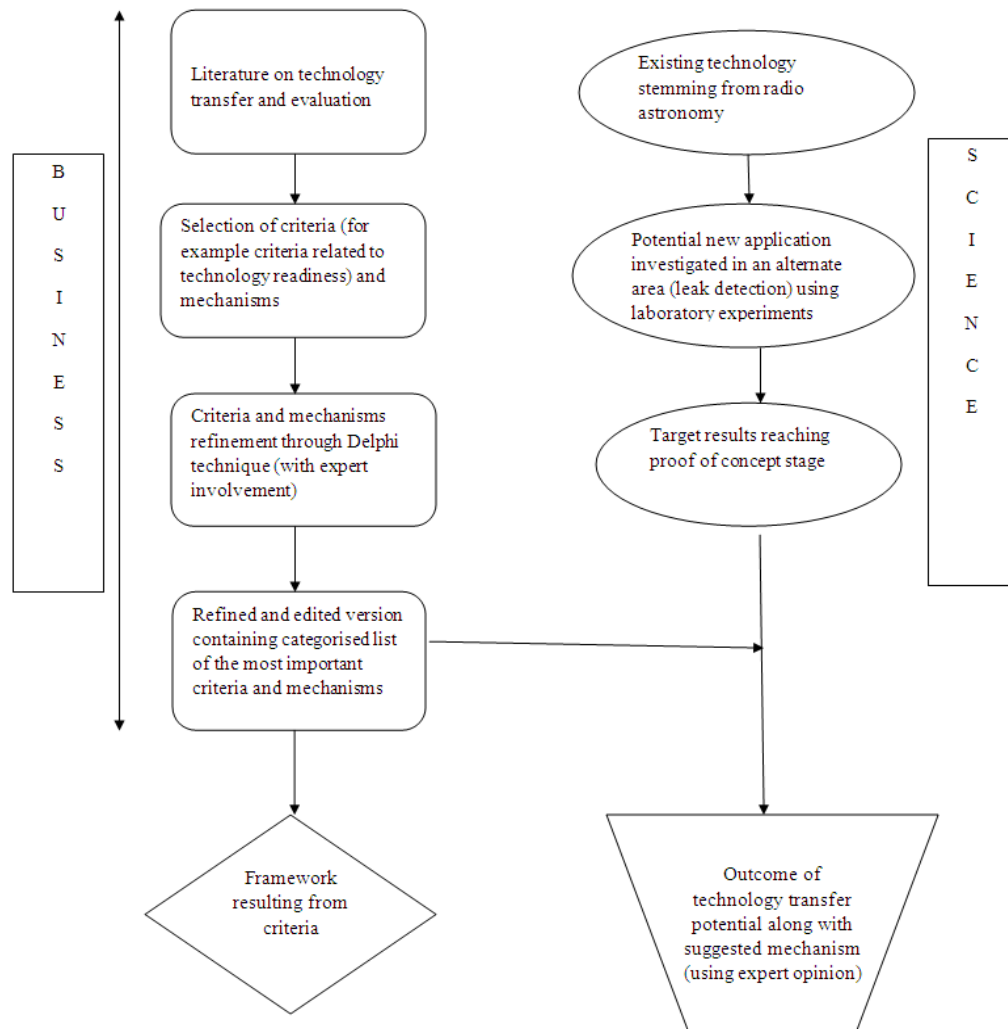 B
U
S
I
N
E
S
S
Literature on technology
transfer and evaluation
Selection of criteria (for
example criteria related to
technology readiness) and
mechanisms
Criteria and mechanisms
refinement through Delphi
technique (with expert
involvement)
Refined and edited version
containing categorised list
of the most important
criteria and mechanisms
Framework
resulting from
criteria
Existing technology
stemming from radio
astronomy
Potential new application
investigated in an alternate
area (leak detection) using
laboratory experiments
Target results reaching
proof of concept stage
Outcome of
technology transfer
potential along with
suggested mechanism
(using expert opinion)
S
C
I
E
N
C
E